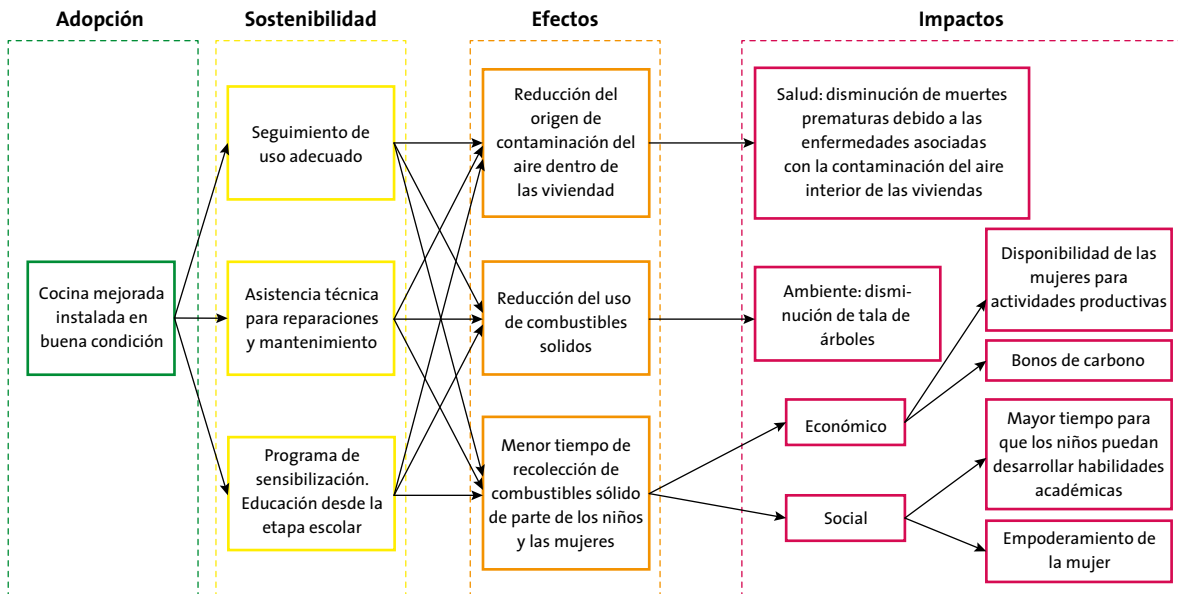 Adopción
Sostenibilidad
Efectos
Impactos
Cocina mejorada
instalada en
buena condición
Seguimiento de
uso adecuado
Asistencia técnica
para reparaciones
y mantenimiento
Programa de
sensibilización.
Educación desde la
etapa escolar
Reducción del
origen de
contaminación del
aire dentro de
las viviendad
Reducción del uso
de combustibles
solidos
Menor tiempo de
recolección de
combustibles sólido
de parte de los niños
y las mujeres
Salud: disminución de muertes
prematuras debido a las
enfermedades asociadas
con la contaminación del aire
interior de las viviendas
Ambiente: dismi-
nución de tala de
árboles
Económico
Social
Disponibilidad de las
mujeres para
actividades productivas
Bonos de carbono
Mayor tiempo para
que los niños puedan
desarrollar habilidades
académicas
Empoderamiento de
la mujer